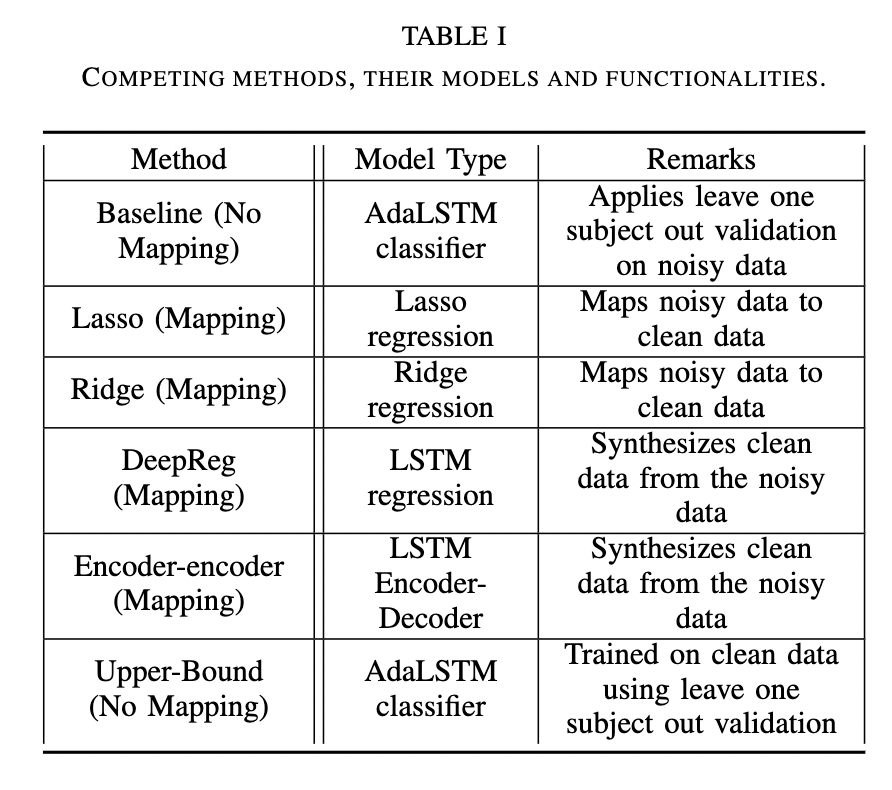 TABLE I
COMPETING METHODS, THEIR MODELS AND FUNCTIONALITIES.
Method Model Type Remarks
Baseline (No
Mapping)
AdaLSTM
classifier
Applies leave one
subject out validation
on noisy data
Lasso (Mapping)
Lasso
regression
Maps noisy data to
clean data
Ridge (Mapping)
Ridge
regression
Maps noisy data to
clean data
DeepReg
(Mapping)
LSTM
regression
Synthesizes clean
data from the noisy
data
Encoder-encoder
(Mapping)
LSTM
Encoder-
Decoder
Synthesizes clean
data from the noisy
data
Upper-Bound
(No Mapping)
AdaLSTM
classifier
Trained on clean data
using leave one
subject out validation